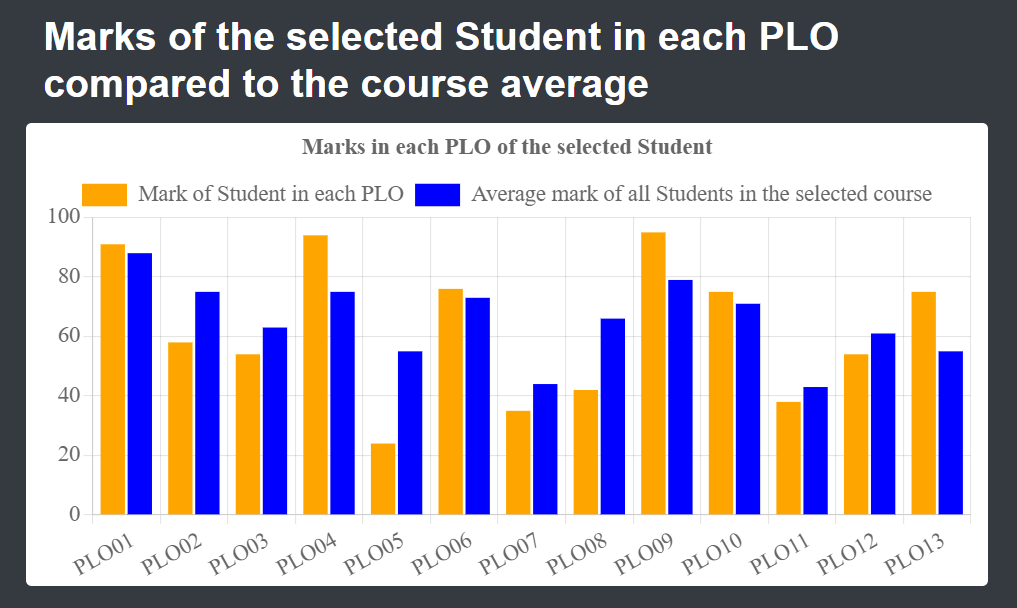 Marks of the selected Student in each PLO
compared to the course average
Marks in each PLO of the selected Student
Mark of Student in each PLO Average mark of all Students in the selected course
100
80
60
40
20
0
PLO01 PLO02 PLO03 PLO04 PLO05 PLO06 PLO07 PLO08 PLO09 PLO10 PLO11 PLO12 PLO13